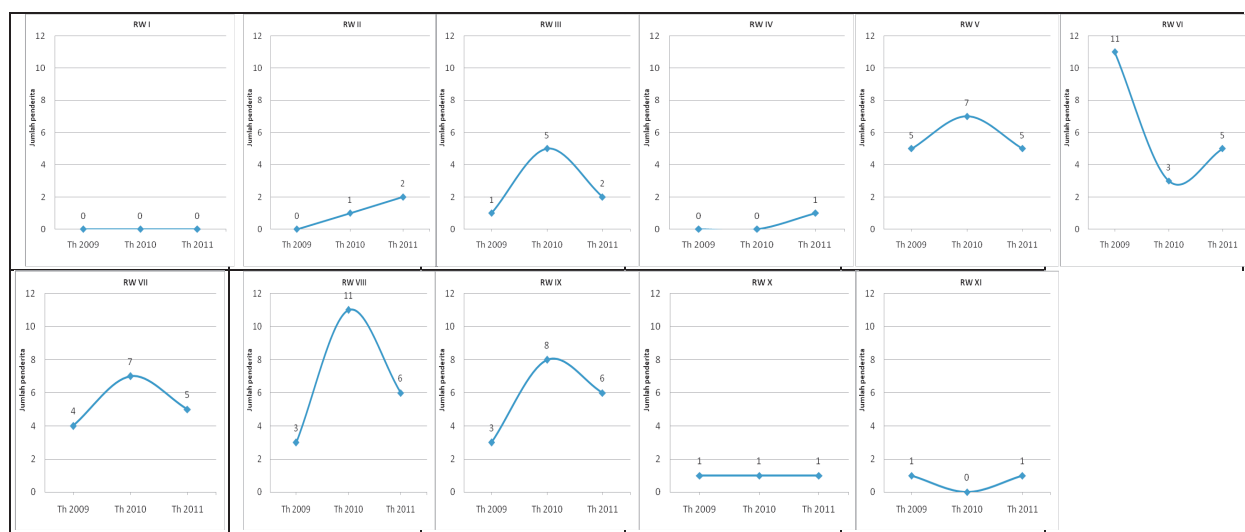 RW I
Jumlah penderita
12
10
8
6
4
2
0
0 0 0
Th 2009 Th 2010 Th 2011
RW II
12
10
8
6
4
2
0
0 1 2
Th 2009 Th 2010 Th 2011
RW III
Jumlah penderita
12
10
8
6
4
2
0
1 5 2
Th 2009 Th 2010 Th 2011
RW IV
Jumlah penderita
12
10
8
6
4
2
0
0 0 1
Th 2009 Th 2010 Th 2011
RW V
Jumlah penderita
12
10
8
6
4
2
0
5 7 5
Th 2009 Th 2010 Th 2011
RW VI
Jumlah penderita
12
10
8
6
4
2
0
11 3 5
Th 2009 Th 2010 Th 2011
RW VII
Jumlah penderita
12
10
8
6
4
2
0
4 7 5
Th 2009 Th 2010 Th 2011
RW VIII
12
10
8
6
4
2
0
3 11 6
Th 2009 Th 2010 Th 2011
RW IX
Jumlah penderita
12
10
8
6
4
2
0
3 8 6
Th 2009 Th 2010 Th 2011
RW X
Jumlah penderita
12
10
8
6
4
2
0
1 1 1
Th 2009 Th 2010 Th 2011
RW XI
Jumlah penderita
12
10
8
6
4
2
0
1 0 1
Th 2009 Th 2010 Th 2011